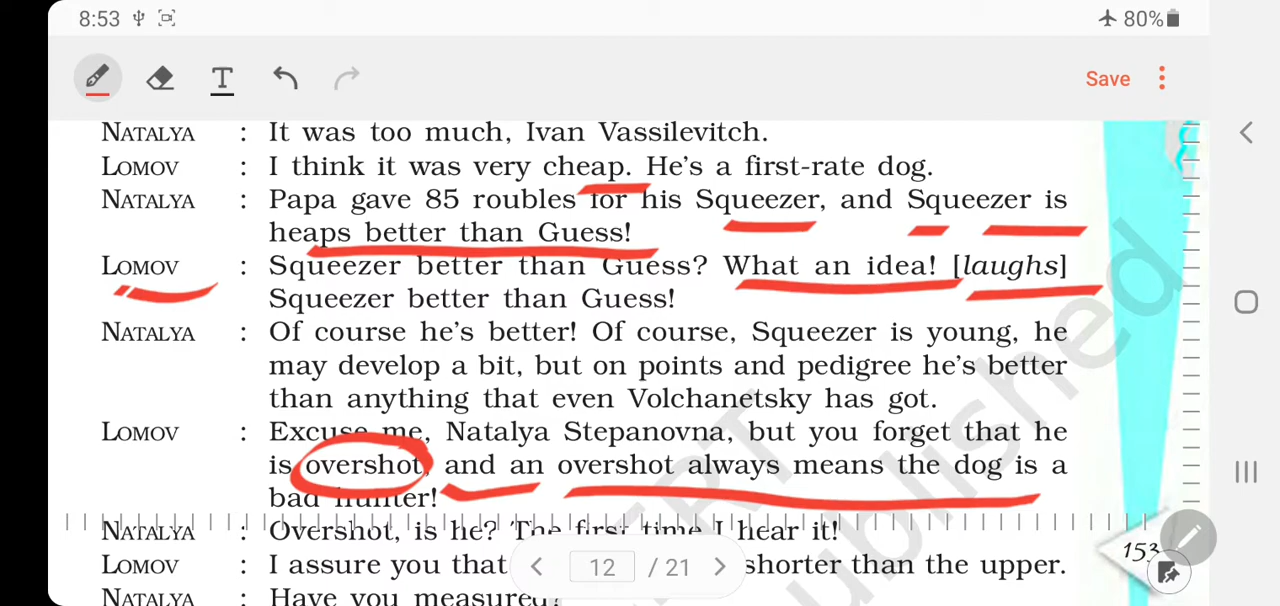 8:53 80%
T Save
NATALYA : It was too much, Ivan Vassilevitch.
LOMOV : I think it was very cheap. He's a first-rate dog.
NATALYA : Papa gave 85 roubles for his Squeezer, and Squeezer is
heaps better than Guess!
LOMOV : Squeezer better than Guess? What an idea! [laughs]
Squeezer better than Guess!
NATALYA : Of course he's better! Of course, Squeezer is young, he
may develop a bit, but on points and pedigree he's better
than anything that even Volchanetsky has got.
LOMOV : Excuse me, Natalya Stepanovna, but you forget that he
is overshot, and an overshot always means the dog is a
bad hunter!
NATALYA : Overshot, is he? The first time I hear it!
LOMOV : I assure you that shorter than the upper.
NATALYA : Have you measured?
12 / 21
153